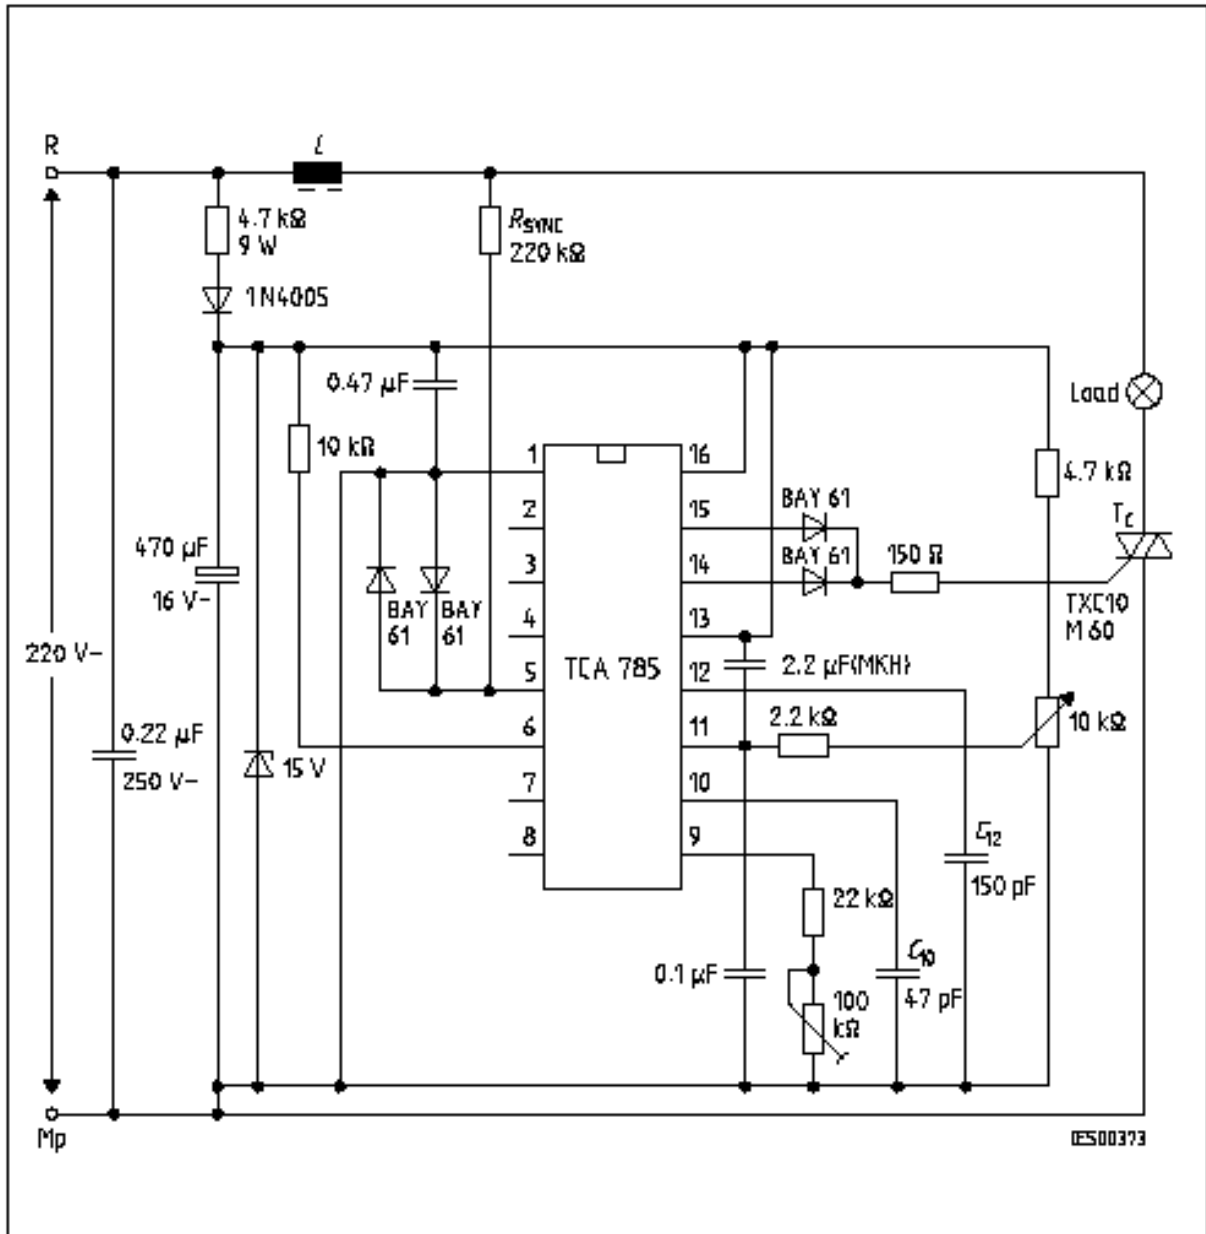 R
L
4.7 kΩ
9 W
RSYNC
220 kΩ
1N4005
0.47 µF
Load
10 kΩ
1
16
4.7 kΩ
BAY 61
2
15
TC
470 µF
BAY 61
150 Ω
3
14
16 V~
BAY
61
BAY
61
TXC10
M 60
4
13
220 V~
5
TCA 785
12
2.2 µF(MKH)
2.2 kΩ
10 kΩ
6
11
0.22 µF
250 V~
15 V
7
10
8
9
C12
150 pF
22 kΩ
C10
47 pF
0.1 µF
100
kΩ
Mp
IES00373